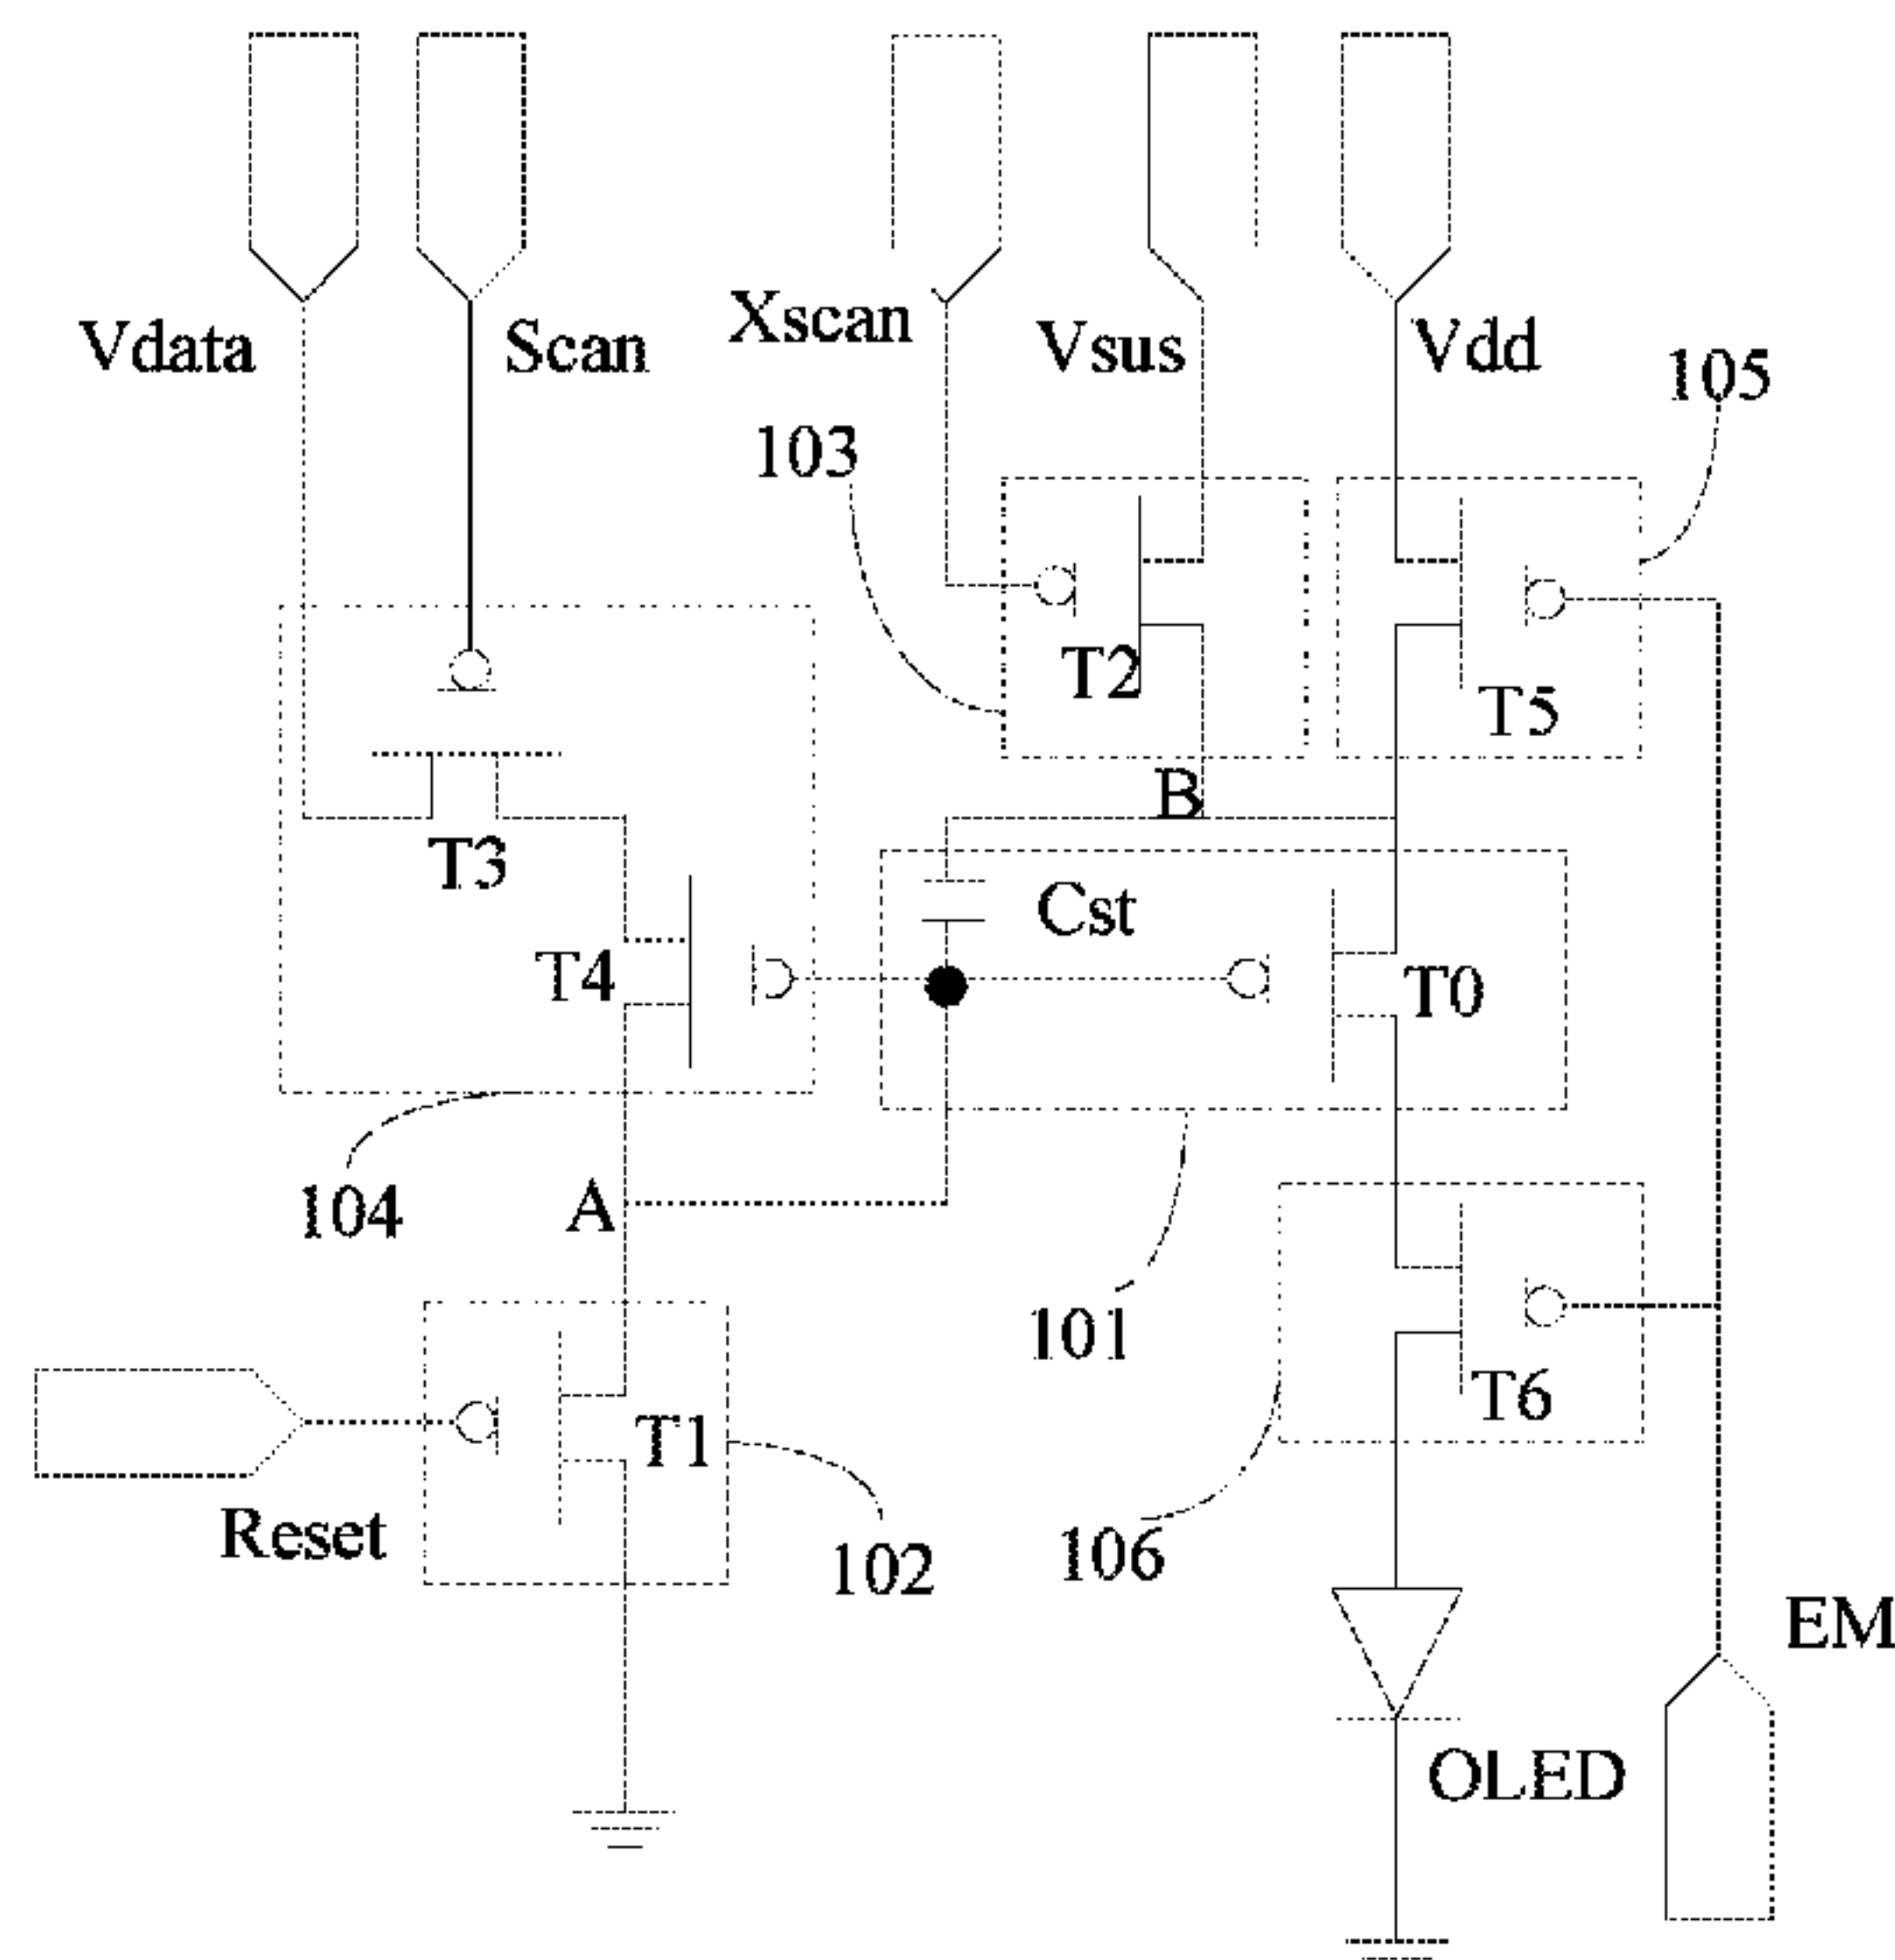 Vdata
Scan
Xscan
Vsus
Vdd
105
103
T2
T5
B
T3
Cst
T4
T0
104
A
101
T1
T6
Reset
102
106
EM
OLED